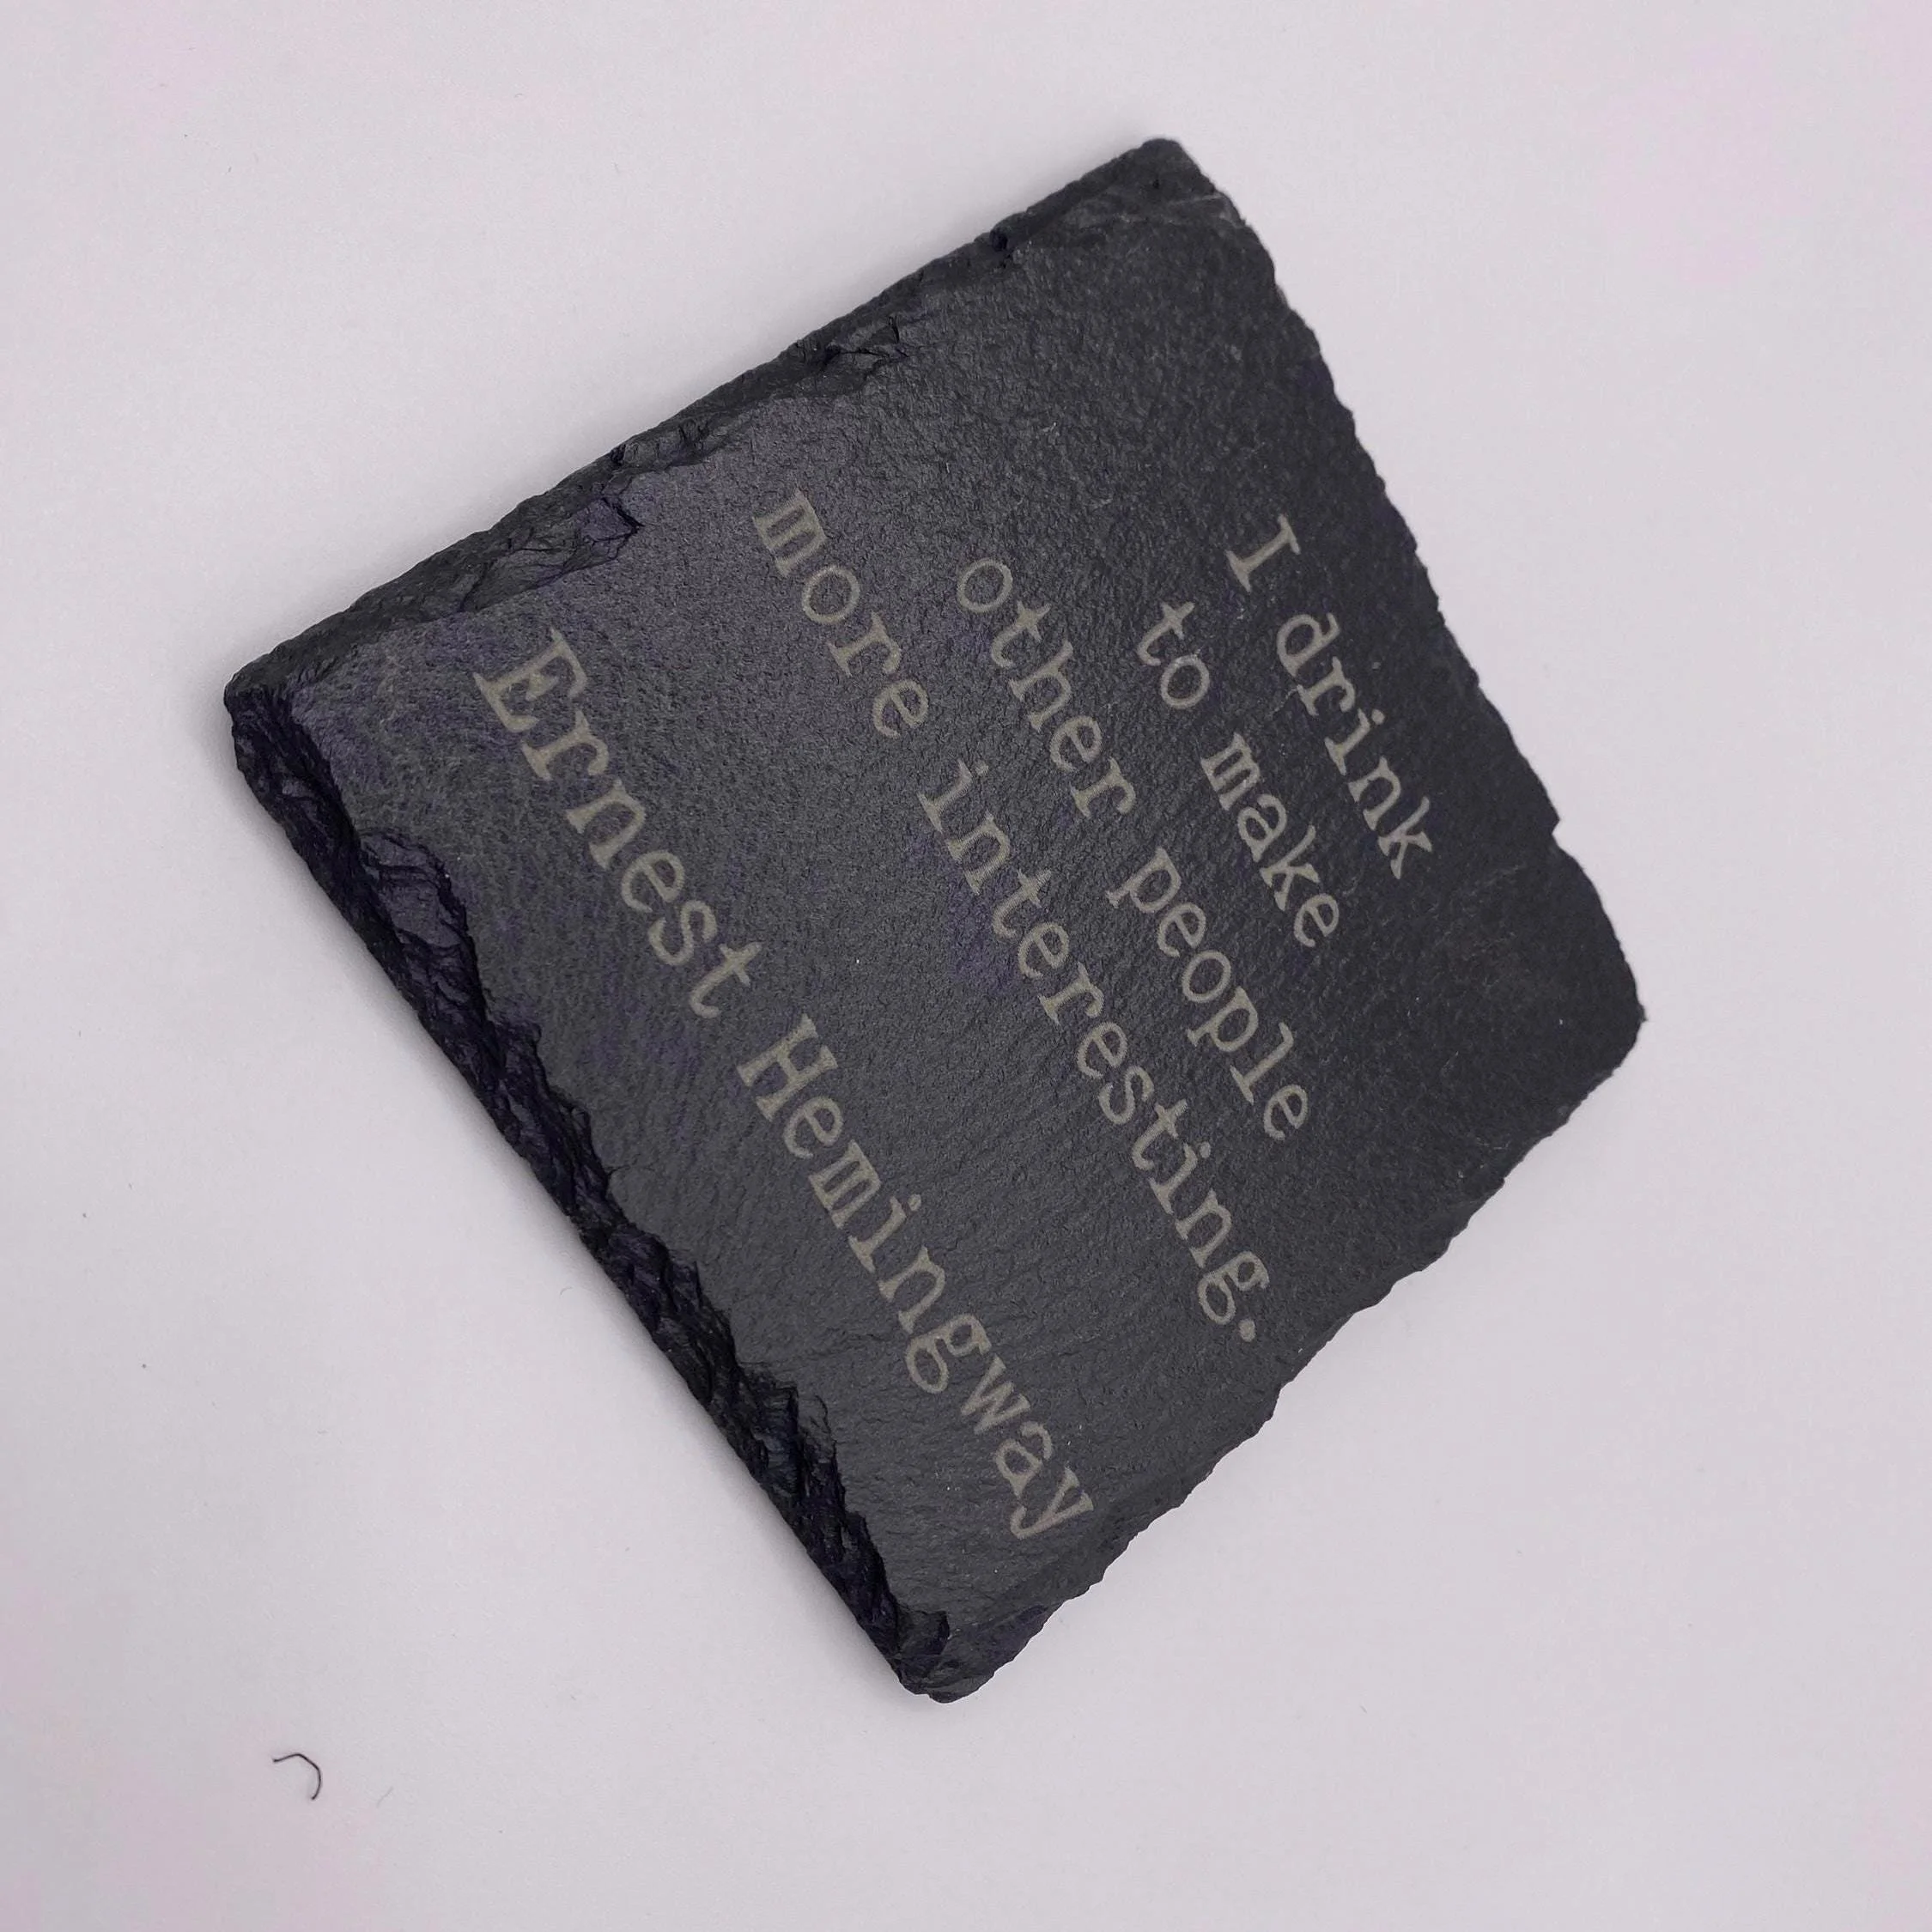 I drink
to make
other people
more interesting.
Ernest Hemingway